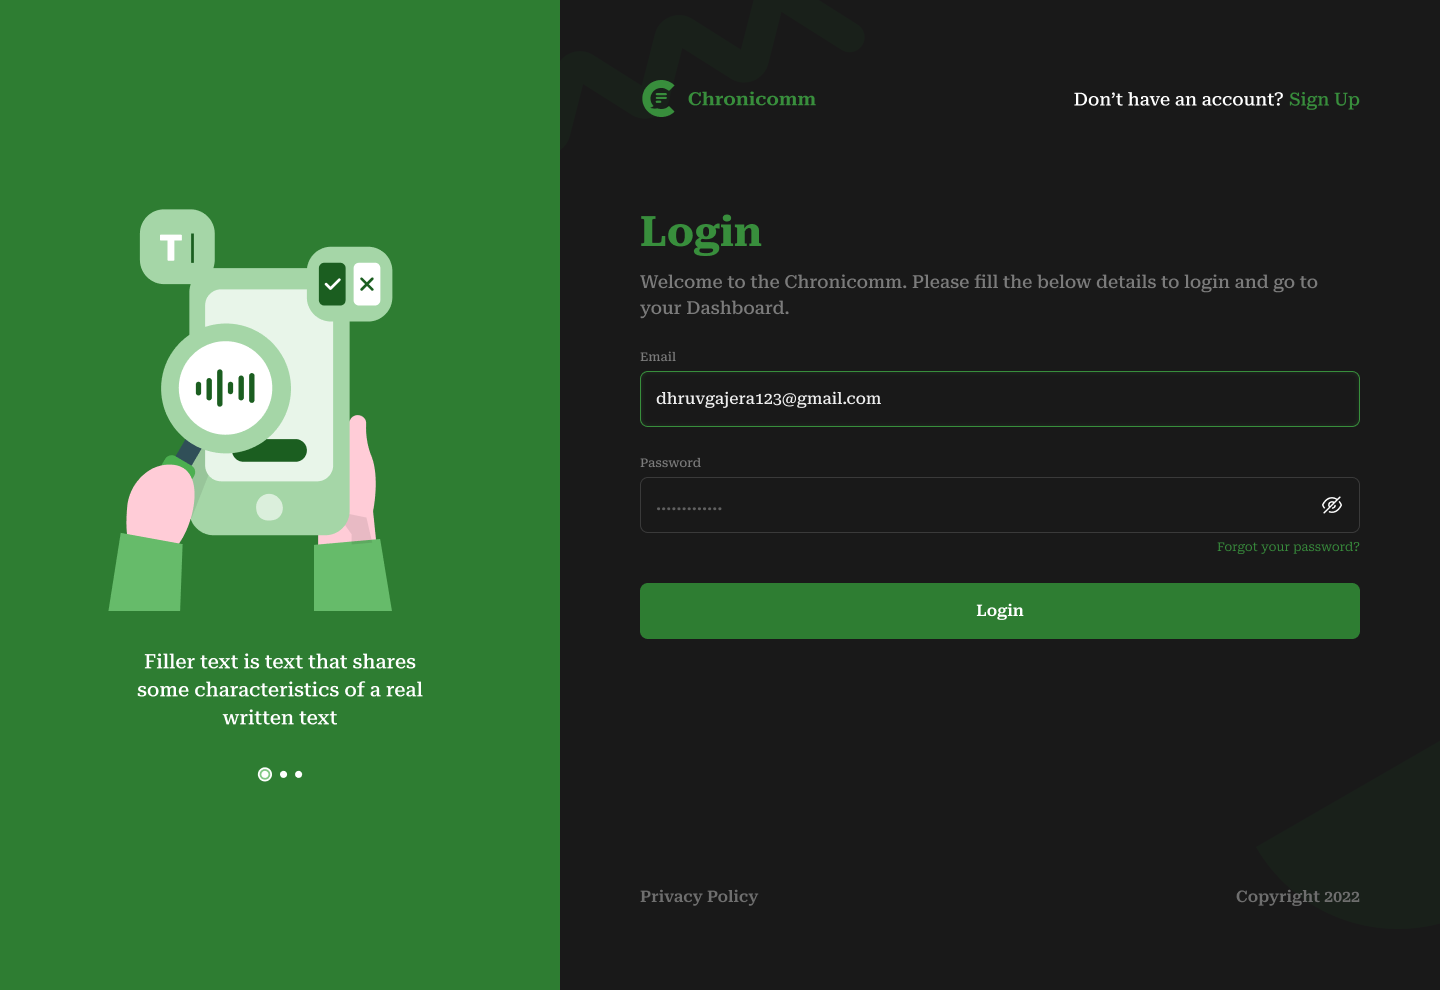 T
Filler text is text that shares
some characteristics of a real
written text
Chronicomm
Don’t have an account? Sign Up
Login
Welcome to the Chronicomm. Please fill the below details to login and go to
your Dashboard.
Email
dhruvgajera123@gmail.com
Password
.............
Forgot your password?
Login
Privacy Policy
Copyright 2022